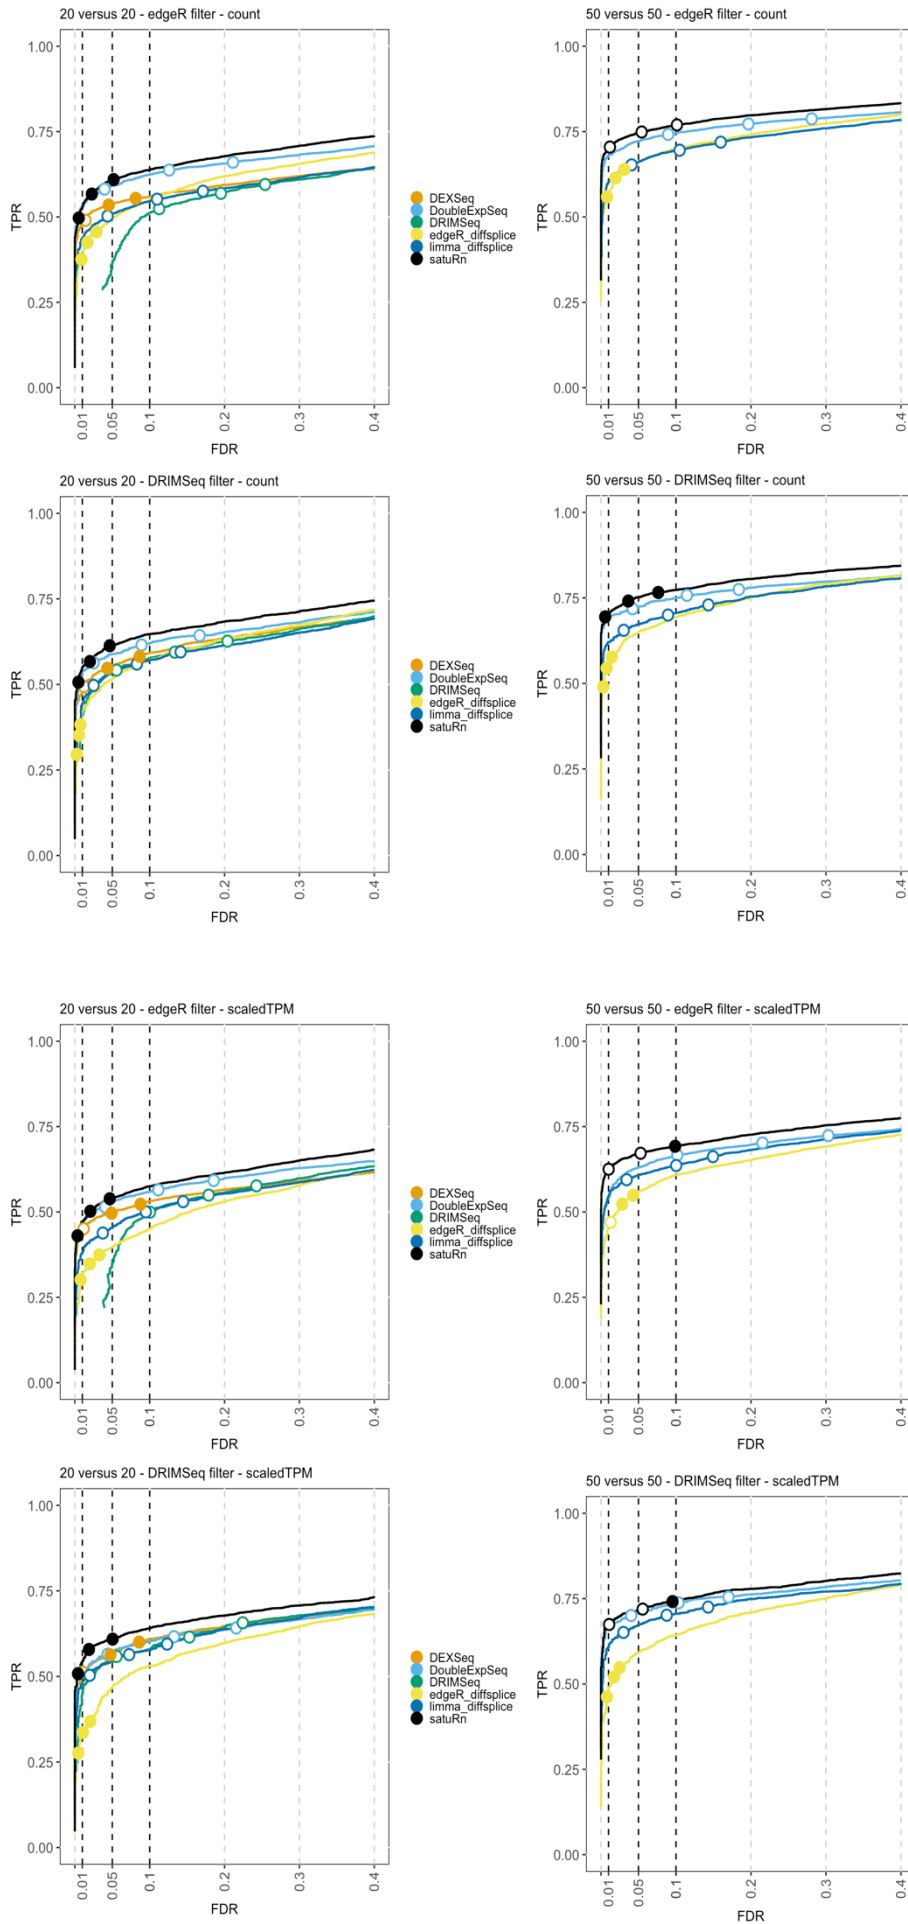 20 versus 20 - edgeR filter - count
1.00
0.75
0.50
0.25
0.00
TPR
0.01
0.05
0.1
0.2
0.3
0.4
FDR
DEXSeq
DoubleExpSeq
DRIMSeq
edgeR_diffsplice
limma_diffsplice
satuRn
50 versus 50 - edgeR filter - count
1.00
0.75
0.50
0.25
0.00
TPR
0.01
0.05
0.1
0.2
0.3
0.4
FDR
20 versus 20 - DRIMSeq filter - count
1.00
0.75
0.50
0.25
0.00
TPR
0.01
0.05
0.1
0.2
0.3
0.4
FDR
DEXSeq
DoubleExpSeq
DRIMSeq
edgeR_diffsplice
limma_diffsplice
satuRn
50 versus 50 - DRIMSeq filter - count
1.00
0.75
0.50
0.25
0.00
TPR
0.01
0.05
0.1
0.2
0.3
0.4
FDR
20 versus 20 - edgeR filter - scaledTPM
1.00
0.75
0.50
0.25
0.00
TPR
0.01
0.05
0.1
0.2
0.3
0.4
FDR
DEXSeq
DoubleExpSeq
DRIMSeq
edgeR_diffsplice
limma_diffsplice
satuRn
50 versus 50 - edgeR filter - scaledTPM
1.00
0.75
0.50
0.25
0.00
TPR
0.01
0.05
0.1
0.2
0.3
0.4
FDR
20 versus 20 - DRIMSeq filter - scaledTPM
1.00
0.75
0.50
0.25
0.00
TPR
0.01
0.05
0.1
0.2
0.3
0.4
FDR
DEXSeq
DoubleExpSeq
DRIMSeq
edgeR_diffsplice
limma_diffsplice
satuRn
50 versus 50 - DRIMSeq filter - scaledTPM
1.00
0.75
0.50
0.25
0.00
TPR
0.01
0.05
0.1
0.2
0.3
0.4
FDR